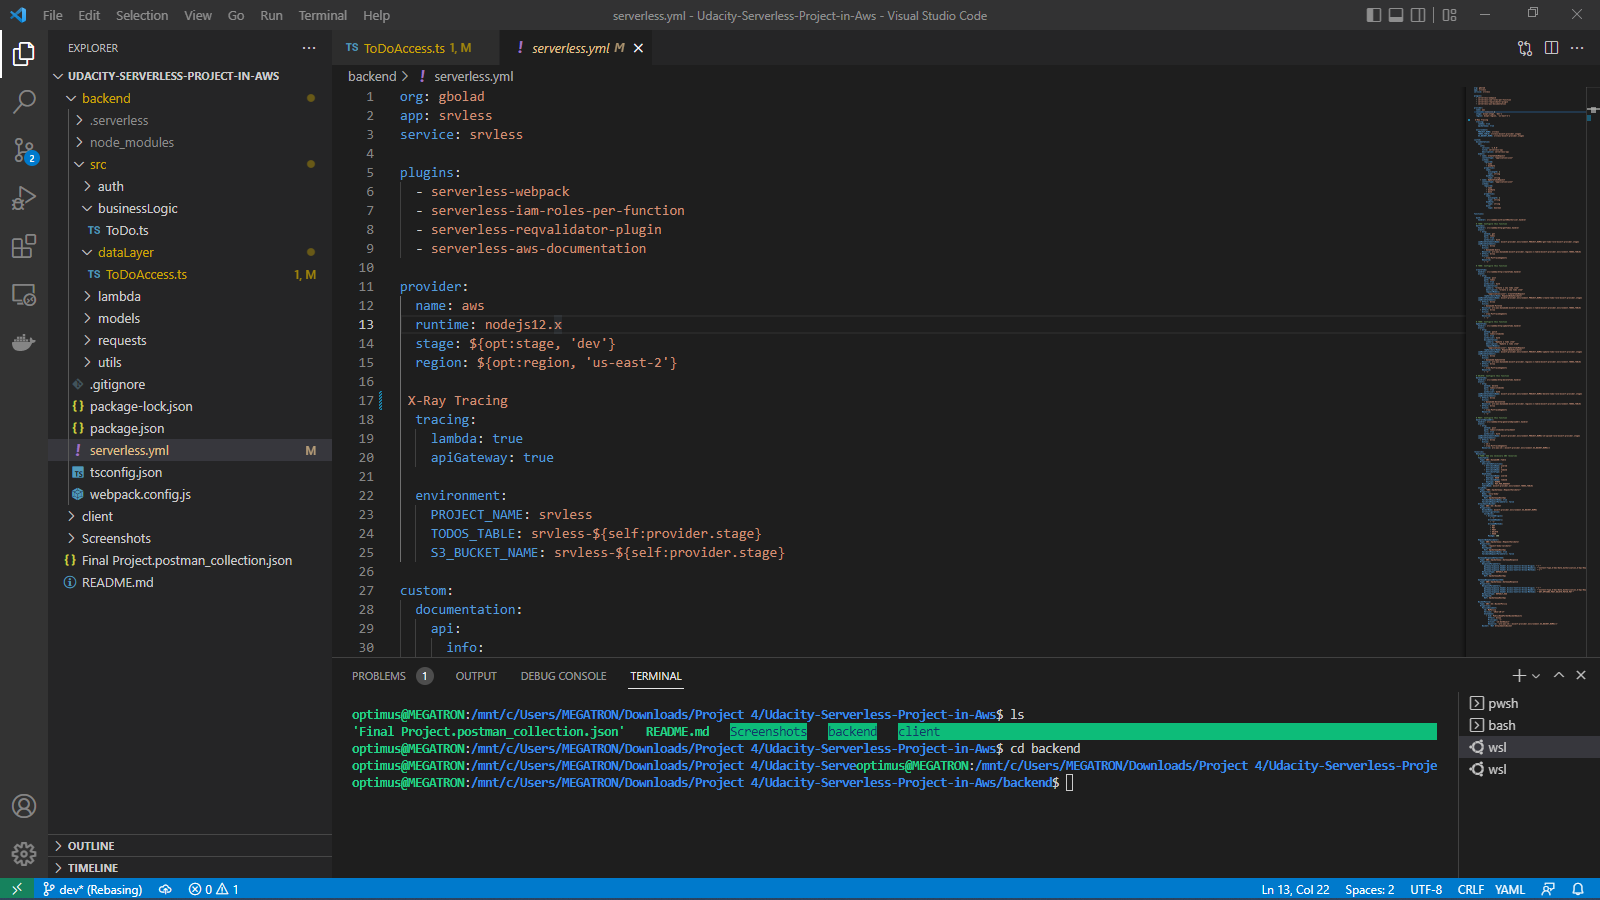 File Edit Selection View Go Run Terminal Help
serverless.yml - Udacity-Serverless-Project-in-Aws - Visual Studio Code
EXPLORER
UDACITY-SERVERLESS-PROJECT-IN-AWS
backend
.serverless
node_modules
src
auth
businessLogic
TS ToDo.ts
dataLayer
TS ToDoAccess.ts 1, M
lambda
models
requests
utils
.gitignore
{} package-lock.json
{} package.json
! serverless.yml M
TS tsconfig.json
webpack.config.js
client
Screenshots
{} Final Project.postman_collection.json
README.md
OUTLINE
TIMELINE
2
TS ToDoAccess.ts 1, M
! serverless.yml M
backend > ! serverless.yml
1 org: gbolad
2 app: srvless
3 service: srvless
4
5 plugins:
6 - serverless-webpack
7 - serverless-iam-roles-per-function
8 - serverless-reqvalidator-plugin
9 - serverless-aws-documentation
10
11 provider:
12 name: aws
13 runtime: nodejs12.x
14 stage: ${opt:stage, 'dev'}
15 region: ${opt:region, 'us-east-2'}
16
17 X-Ray Tracing
18 tracing:
19 lambda: true
20 apiGateway: true
21
22 environment:
23 PROJECT_NAME: srvless
24 TODOS_TABLE: srvless-${self:provider.stage}
25 S3_BUCKET_NAME: srvless-${self:provider.stage}
26
27 custom:
28 documentation:
29 api:
30 info:
PROBLEMS 1 OUTPUT DEBUG CONSOLE TERMINAL
optimus@MEGATRON:/mnt/c/Users/MEGATRON/Downloads/Project 4/Udacity-Serverless-Project-in-Aws$ ls
'Final Project.postman_collection.json' README.md Screenshots backend client
optimus@MEGATRON:/mnt/c/Users/MEGATRON/Downloads/Project 4/Udacity-Serverless-Project-in-Aws$ cd backend
optimus@MEGATRON:/mnt/c/Users/MEGATRON/Downloads/Project 4/Udacity-Serveoptimus@MEGATRON:/mnt/c/Users/MEGATRON/Downloads/Project 4/Udacity-Serverless-Proje
optimus@MEGATRON:/mnt/c/Users/MEGATRON/Downloads/Project 4/Udacity-Serverless-Project-in-Aws/backend$
pwsh
bash
wsl
wsl
dev* (Rebasing) 0 1
Ln 13, Col 22 Spaces: 2 UTF-8 CRLF YAML